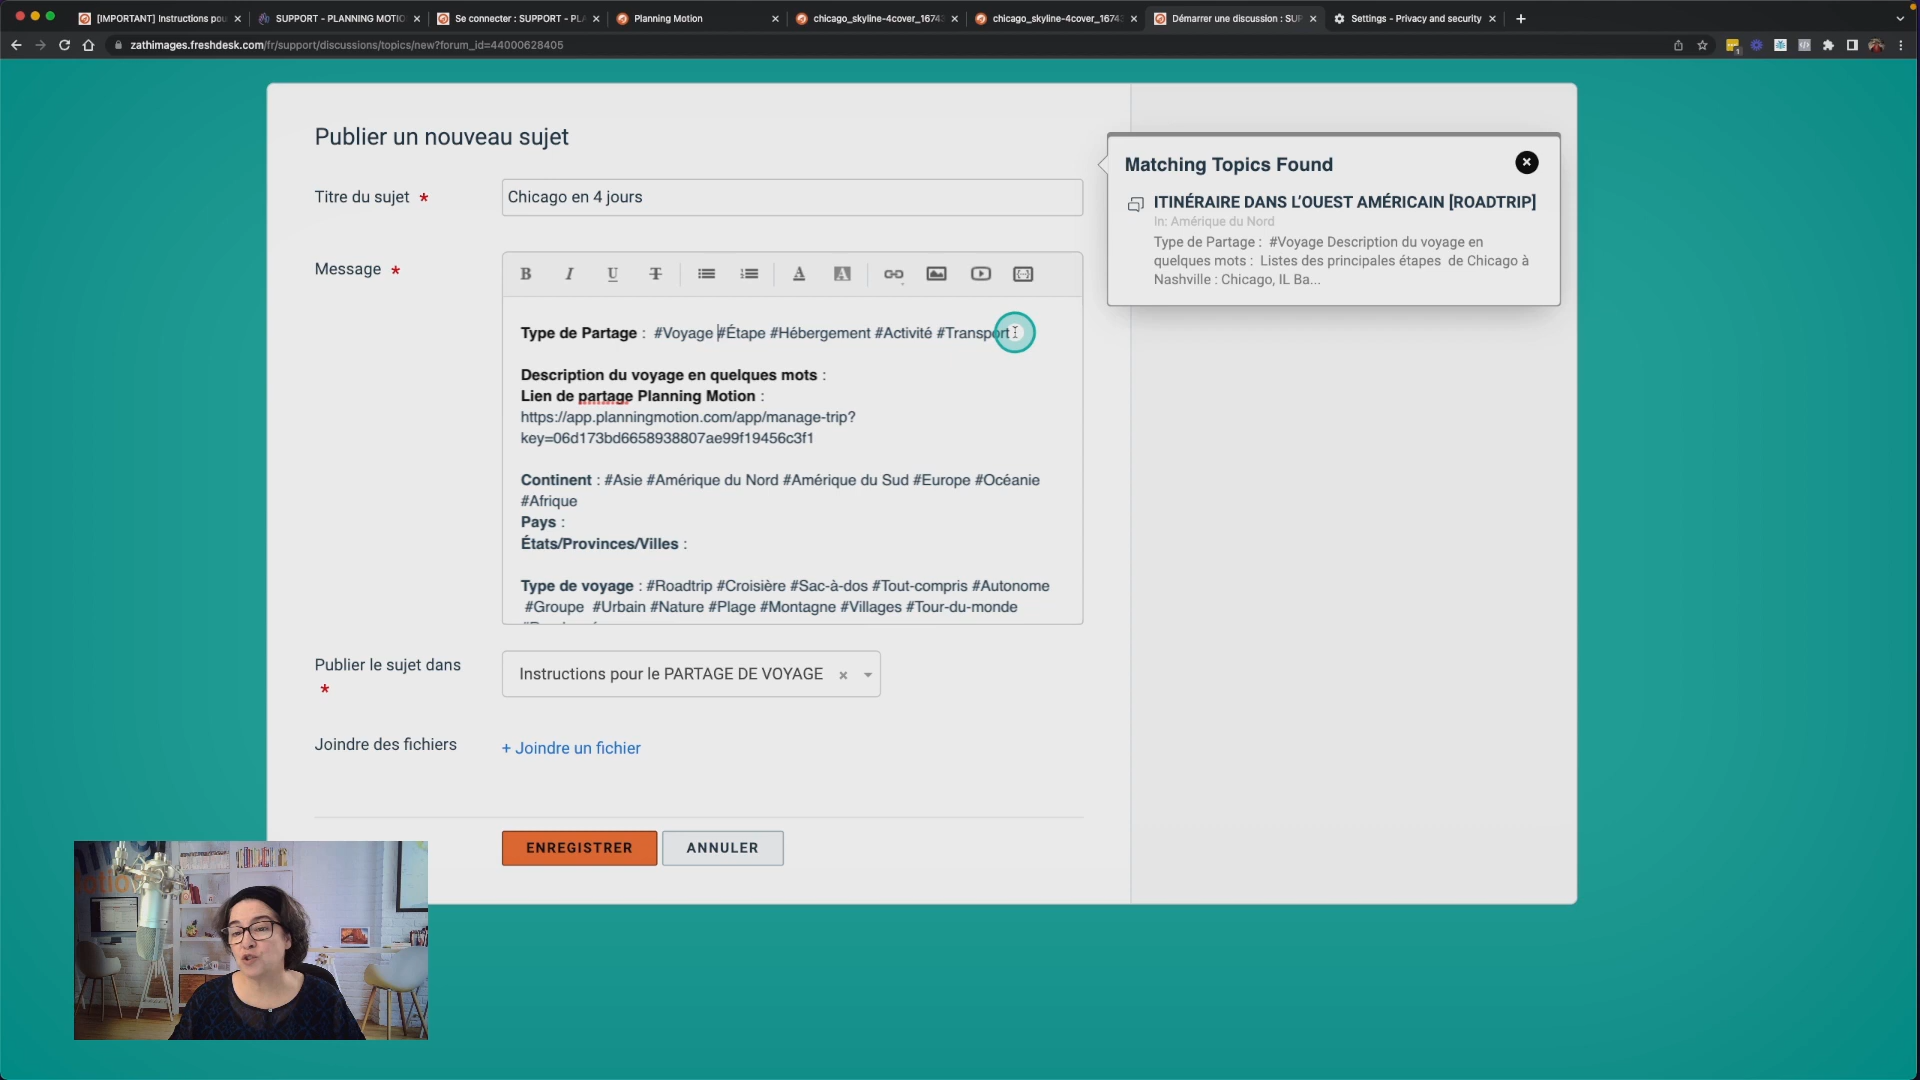 [IMPORTANT] Instructions pou
SUPPORT - PLANNING MOTIO
Se connecter : SUPPORT - PLA
Planning Motion
chicago_skyline-4cover_16743
chicago_skyline-4cover_16743
Démarrer une discussion : SUP
Settings - Privacy and security
zathimages.freshdesk.com/fr/support/discussions/topics/new?forum_id=44000628405
Publier un nouveau sujet
Titre du sujet *
Chicago en 4 jours
Message *
B I U T A A
Type de Partage : #Voyage #Étape #Hébergement #Activité #Transport
Description du voyage en quelques mots :
Lien de partage Planning Motion :
https://app.planningmotion.com/app/manage-trip?
key=06d173bd6658938807ae99f19456c3f1
Continent : #Asie #Amérique du Nord #Amérique du Sud #Europe #Océanie
#Afrique
Pays :
États/Provinces/Villes :
Type de voyage : #Roadtrip #Croisière #Sac-à-dos #Tout-compris #Autonome
#Groupe #Urbain #Nature #Plage #Montagne #Villages #Tour-du-monde
Publier le sujet dans
*
Instructions pour le PARTAGE DE VOYAGE
Joindre des fichiers
+ Joindre un fichier
ENREGISTRER
ANNULER
Matching Topics Found
ITINÉRAIRE DANS L'OUEST AMÉRICAIN [ROADTRIP]
In: Amérique du Nord
Type de Partage : #Voyage Description du voyage en
quelques mots : Listes des principales étapes de Chicago à
Nashville : Chicago, IL Ba...